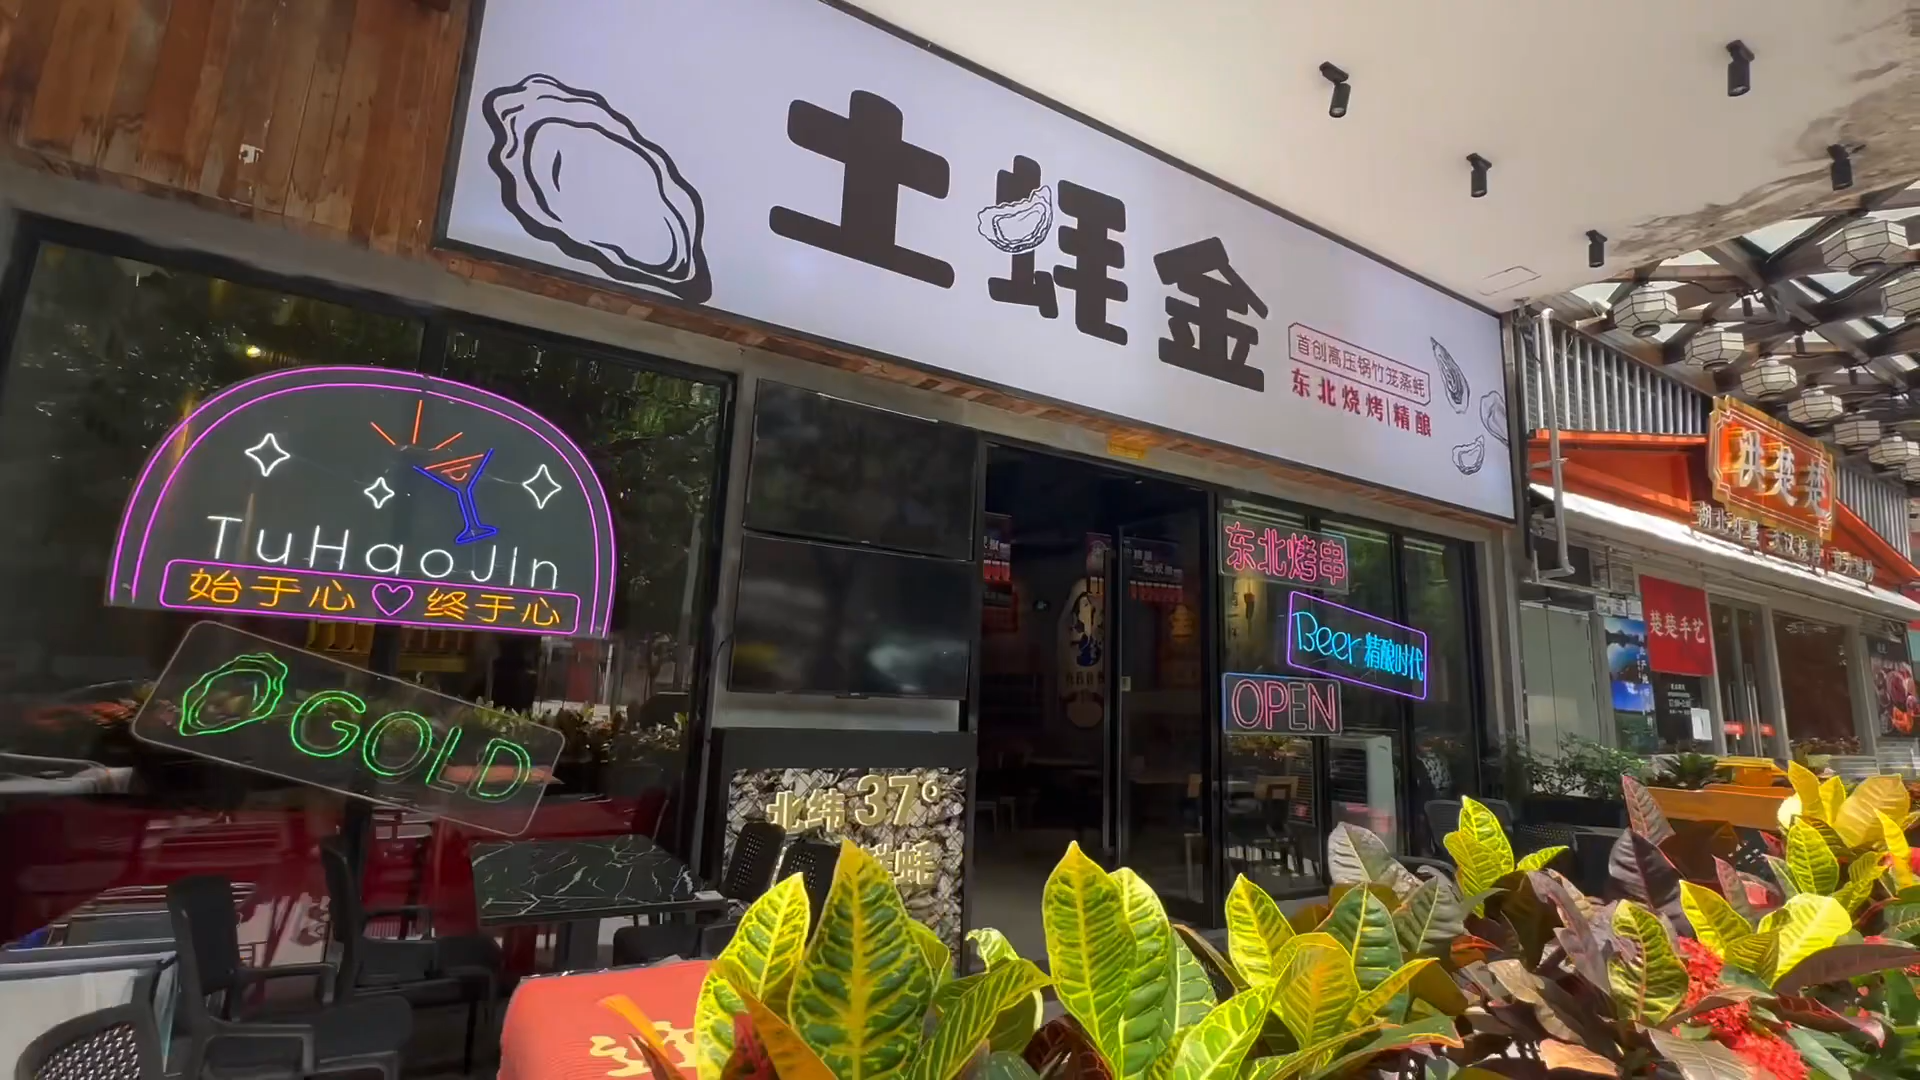 土蚝金
首创高压锅竹笼蒸蚝
东北烧烤|精酿
TuHaoJin
始于心 终于心
GOLD
北纬37°
蚝
东北烤串
Beer 精酿时代
OPEN
楚楚
楚楚手艺